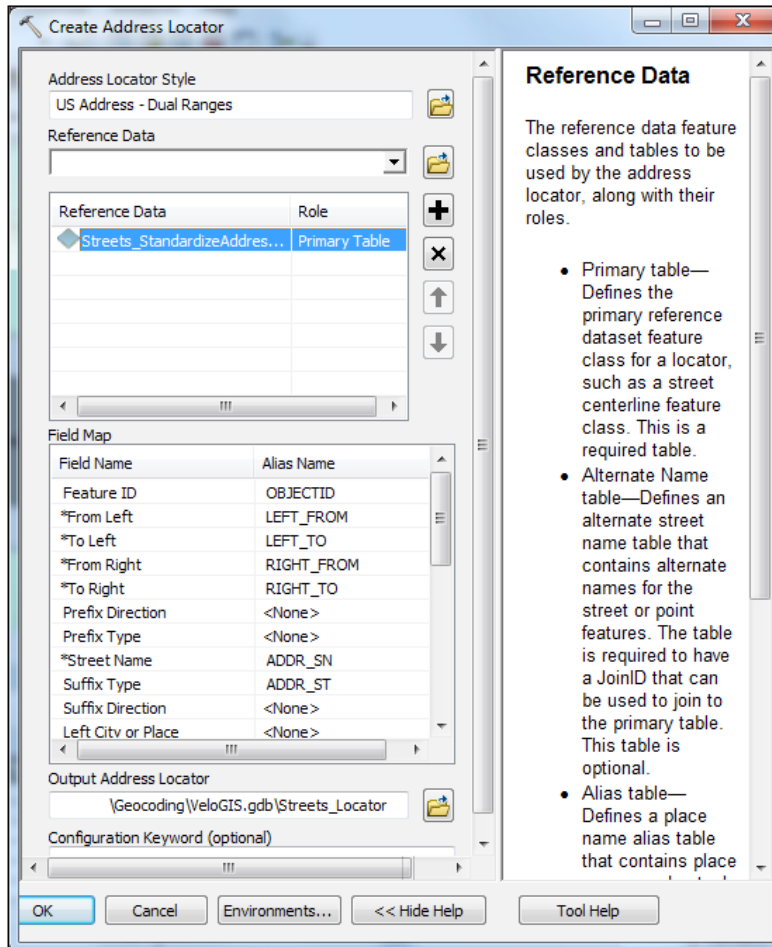 Create Address Locator
Address Locator Style
US Address - Dual Ranges
Reference Data
Reference Data Role
Streets_StandardizeAddres... Primary Table
Field Map
Field Name Alias Name
Feature ID OBJECTID
*From Left LEFT_FROM
*To Left LEFT_TO
*From Right RIGHT_FROM
*To Right RIGHT_TO
Prefix Direction <None>
Prefix Type <None>
*Street Name ADDR_SN
Suffix Type ADDR_ST
Suffix Direction <None>
Left City or Place <None>
Output Address Locator
\Geocoding\VeloGIS.gdb\Streets_Locator
Configuration Keyword (optional)
OK Cancel Environments... << Hide Help Tool Help
Reference Data
The reference data feature
classes and tables to be
used by the address
locator, along with their
roles.
• Primary table—
Defines the
primary reference
dataset feature
class for a locator,
such as a street
centerline feature
class. This is a
required table.
• Alternate Name
table—Defines an
alternate street
name table that
contains alternate
names for the
street or point
features. The table
is required to have
a JoinID that can
be used to join to
the primary table.
This table is
optional.
• Alias table—
Defines a place
name alias table
that contains place